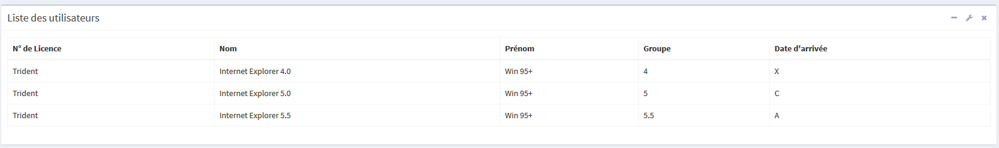 Liste des utilisateurs
N° de Licence Nom Prénom Groupe Date d'arrivée
Trident Internet Explorer 4.0 Win 95+ 4 X
Trident Internet Explorer 5.0 Win 95+ 5 C
Trident Internet Explorer 5.5 Win 95+ 5.5 A